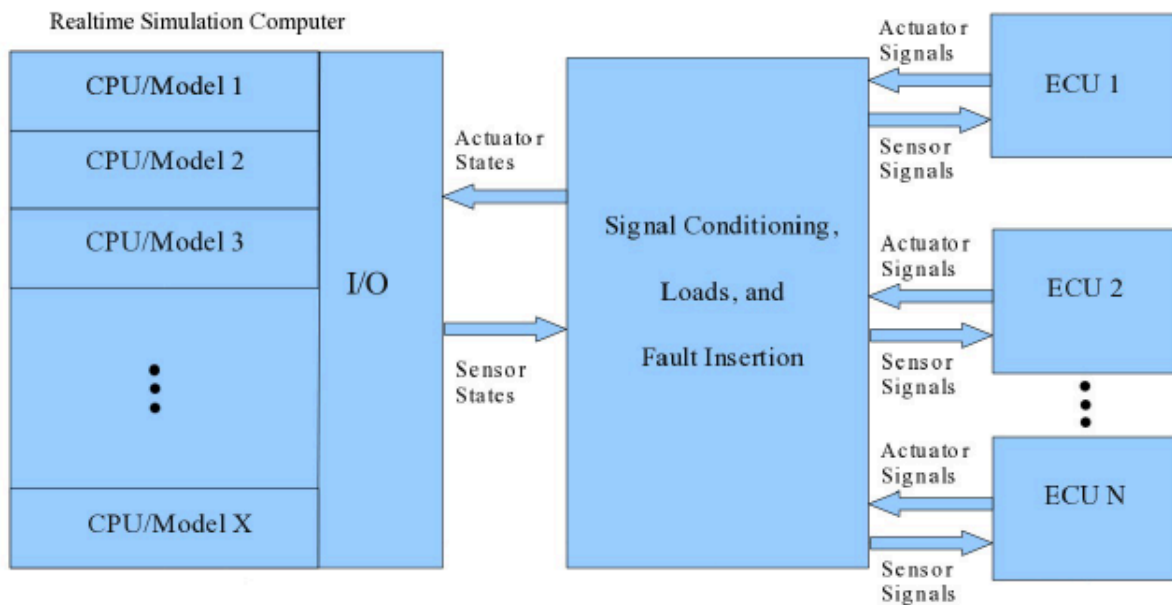 Realtime Simulation Computer
CPU/Model 1
CPU/Model 2
CPU/Model 3
CPU/Model X
I/O
Actuator
States
Sensor
States
Signal Conditioning,
Loads, and
Fault Insertion
Actuator
Signals
Sensor
Signals
ECU 1
Actuator
Signals
Sensor
Signals
ECU 2
Actuator
Signals
Sensor
Signals
ECU N